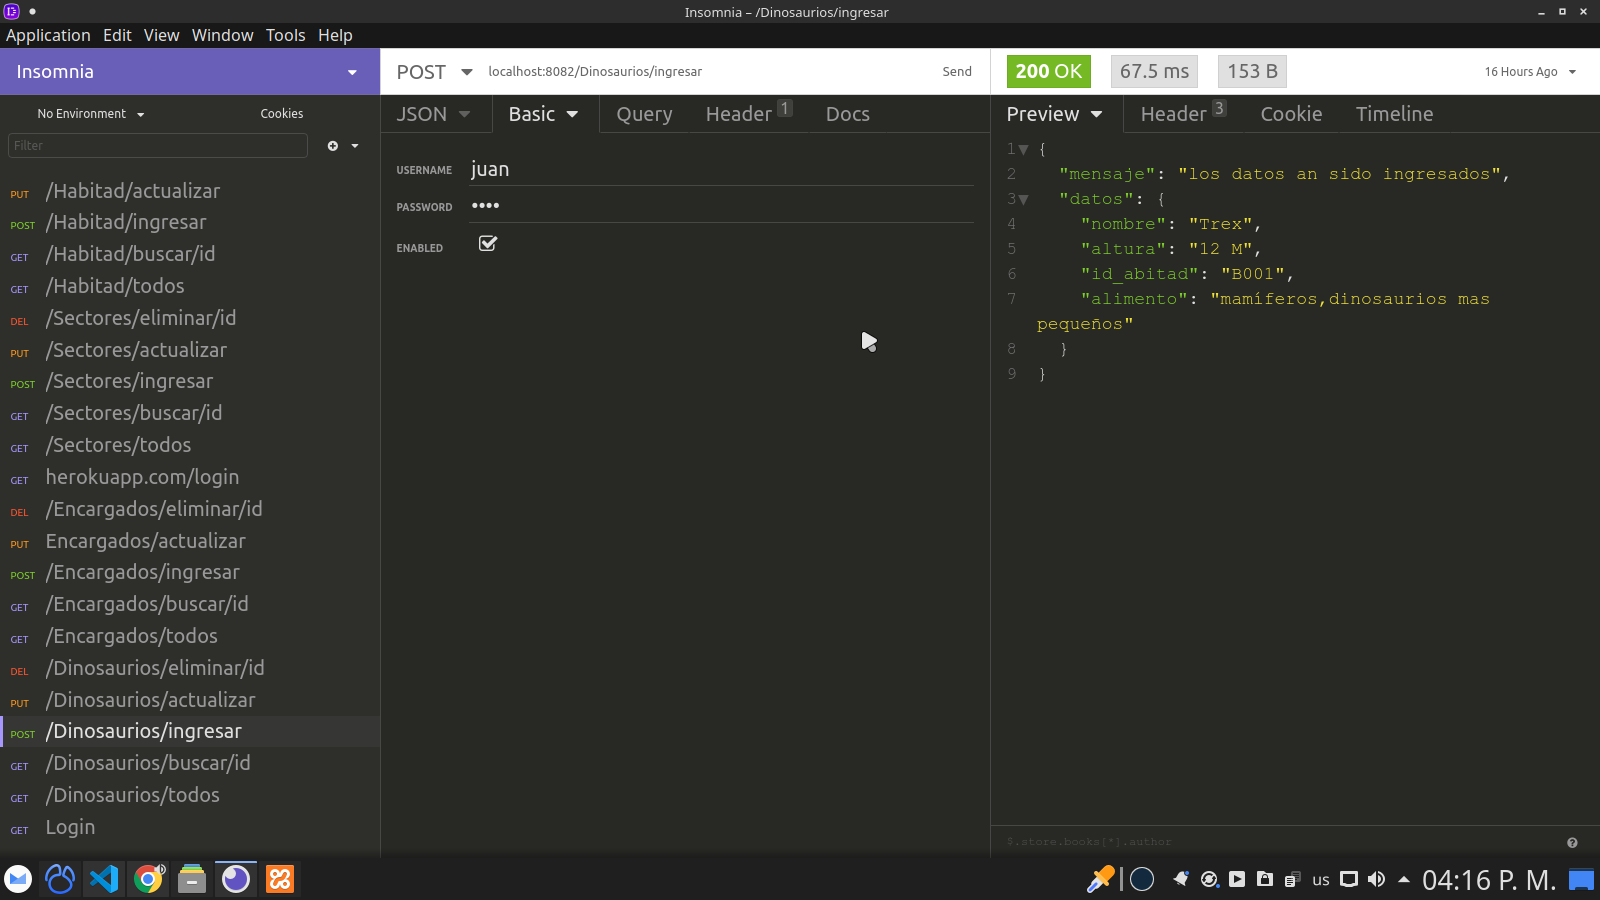 Insomnia – /Dinosaurios/ingresar
Application Edit View Window Tools Help
Insomnia
POST localhost:8082/Dinosaurios/ingresar Send
200 OK 67.5 ms 153 B 16 Hours Ago
No Environment Cookies
JSON Basic Query Header 1 Docs
Preview Header 3 Cookie Timeline
Filter
PUT /Habitad/actualizar
POST /Habitad/ingresar
GET /Habitad/buscar/id
GET /Habitad/todos
DEL /Sectores/eliminar/id
PUT /Sectores/actualizar
POST /Sectores/ingresar
GET /Sectores/buscar/id
GET /Sectores/todos
GET herokuapp.com/login
DEL /Encargados/eliminar/id
PUT Encargados/actualizar
POST /Encargados/ingresar
GET /Encargados/buscar/id
GET /Encargados/todos
DEL /Dinosaurios/eliminar/id
PUT /Dinosaurios/actualizar
POST /Dinosaurios/ingresar
GET /Dinosaurios/buscar/id
GET /Dinosaurios/todos
GET Login
USERNAME juan
PASSWORD ••••
ENABLED
1 {
2 "mensaje": "los datos an sido ingresados",
3 "datos": {
4 "nombre": "Trex",
5 "altura": "12 M",
6 "id_abitad": "B001",
7 "alimento": "mamíferos,dinosaurios mas
pequeños"
8 }
9 }
$.store.books[*].author
us 04:16 P. M.